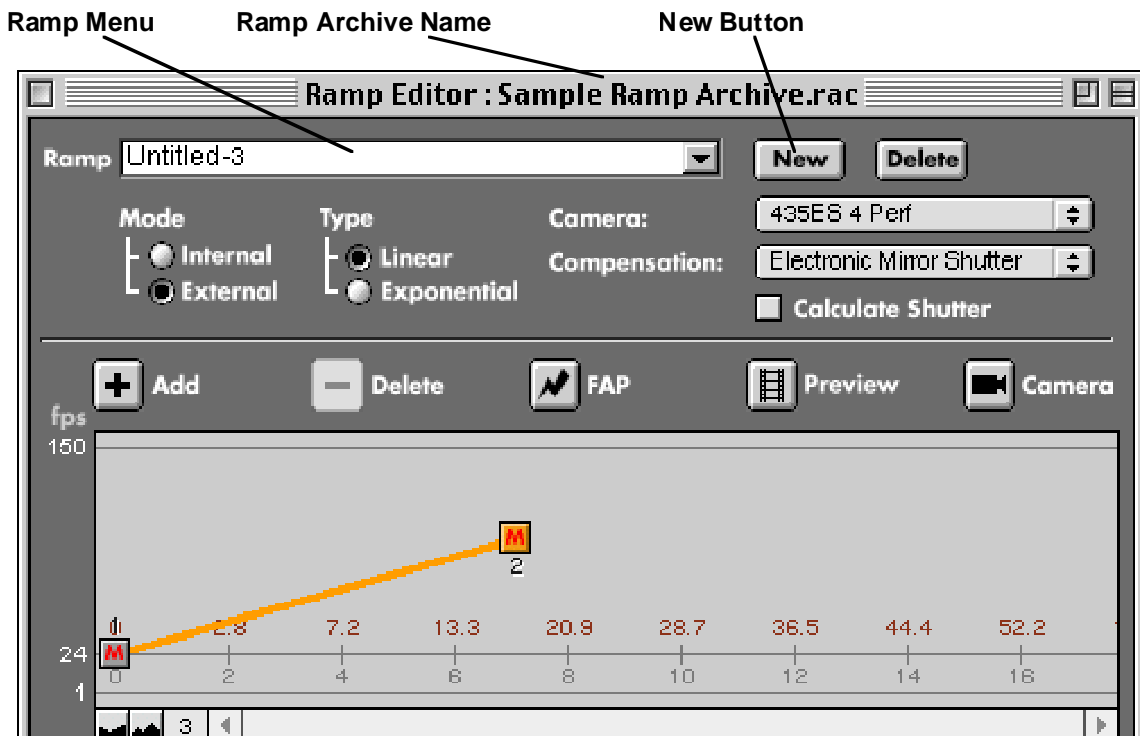 Ramp Menu Ramp Archive Name New Button
Ramp Editor : Sample Ramp Archive.rac
Ramp Untitled-3 New Delete
Mode Type Camera: 435ES 4 Perf
Internal Linear Compensation: Electronic Mirror Shutter
External Exponential
Calculate Shutter
Add Delete FAP Preview Camera
fps
150
M
2
2.8 7.2 13.3 20.9 28.7 36.5 44.4 52.2
24 M
0 2 4 6 8 10 12 14 16
1
3